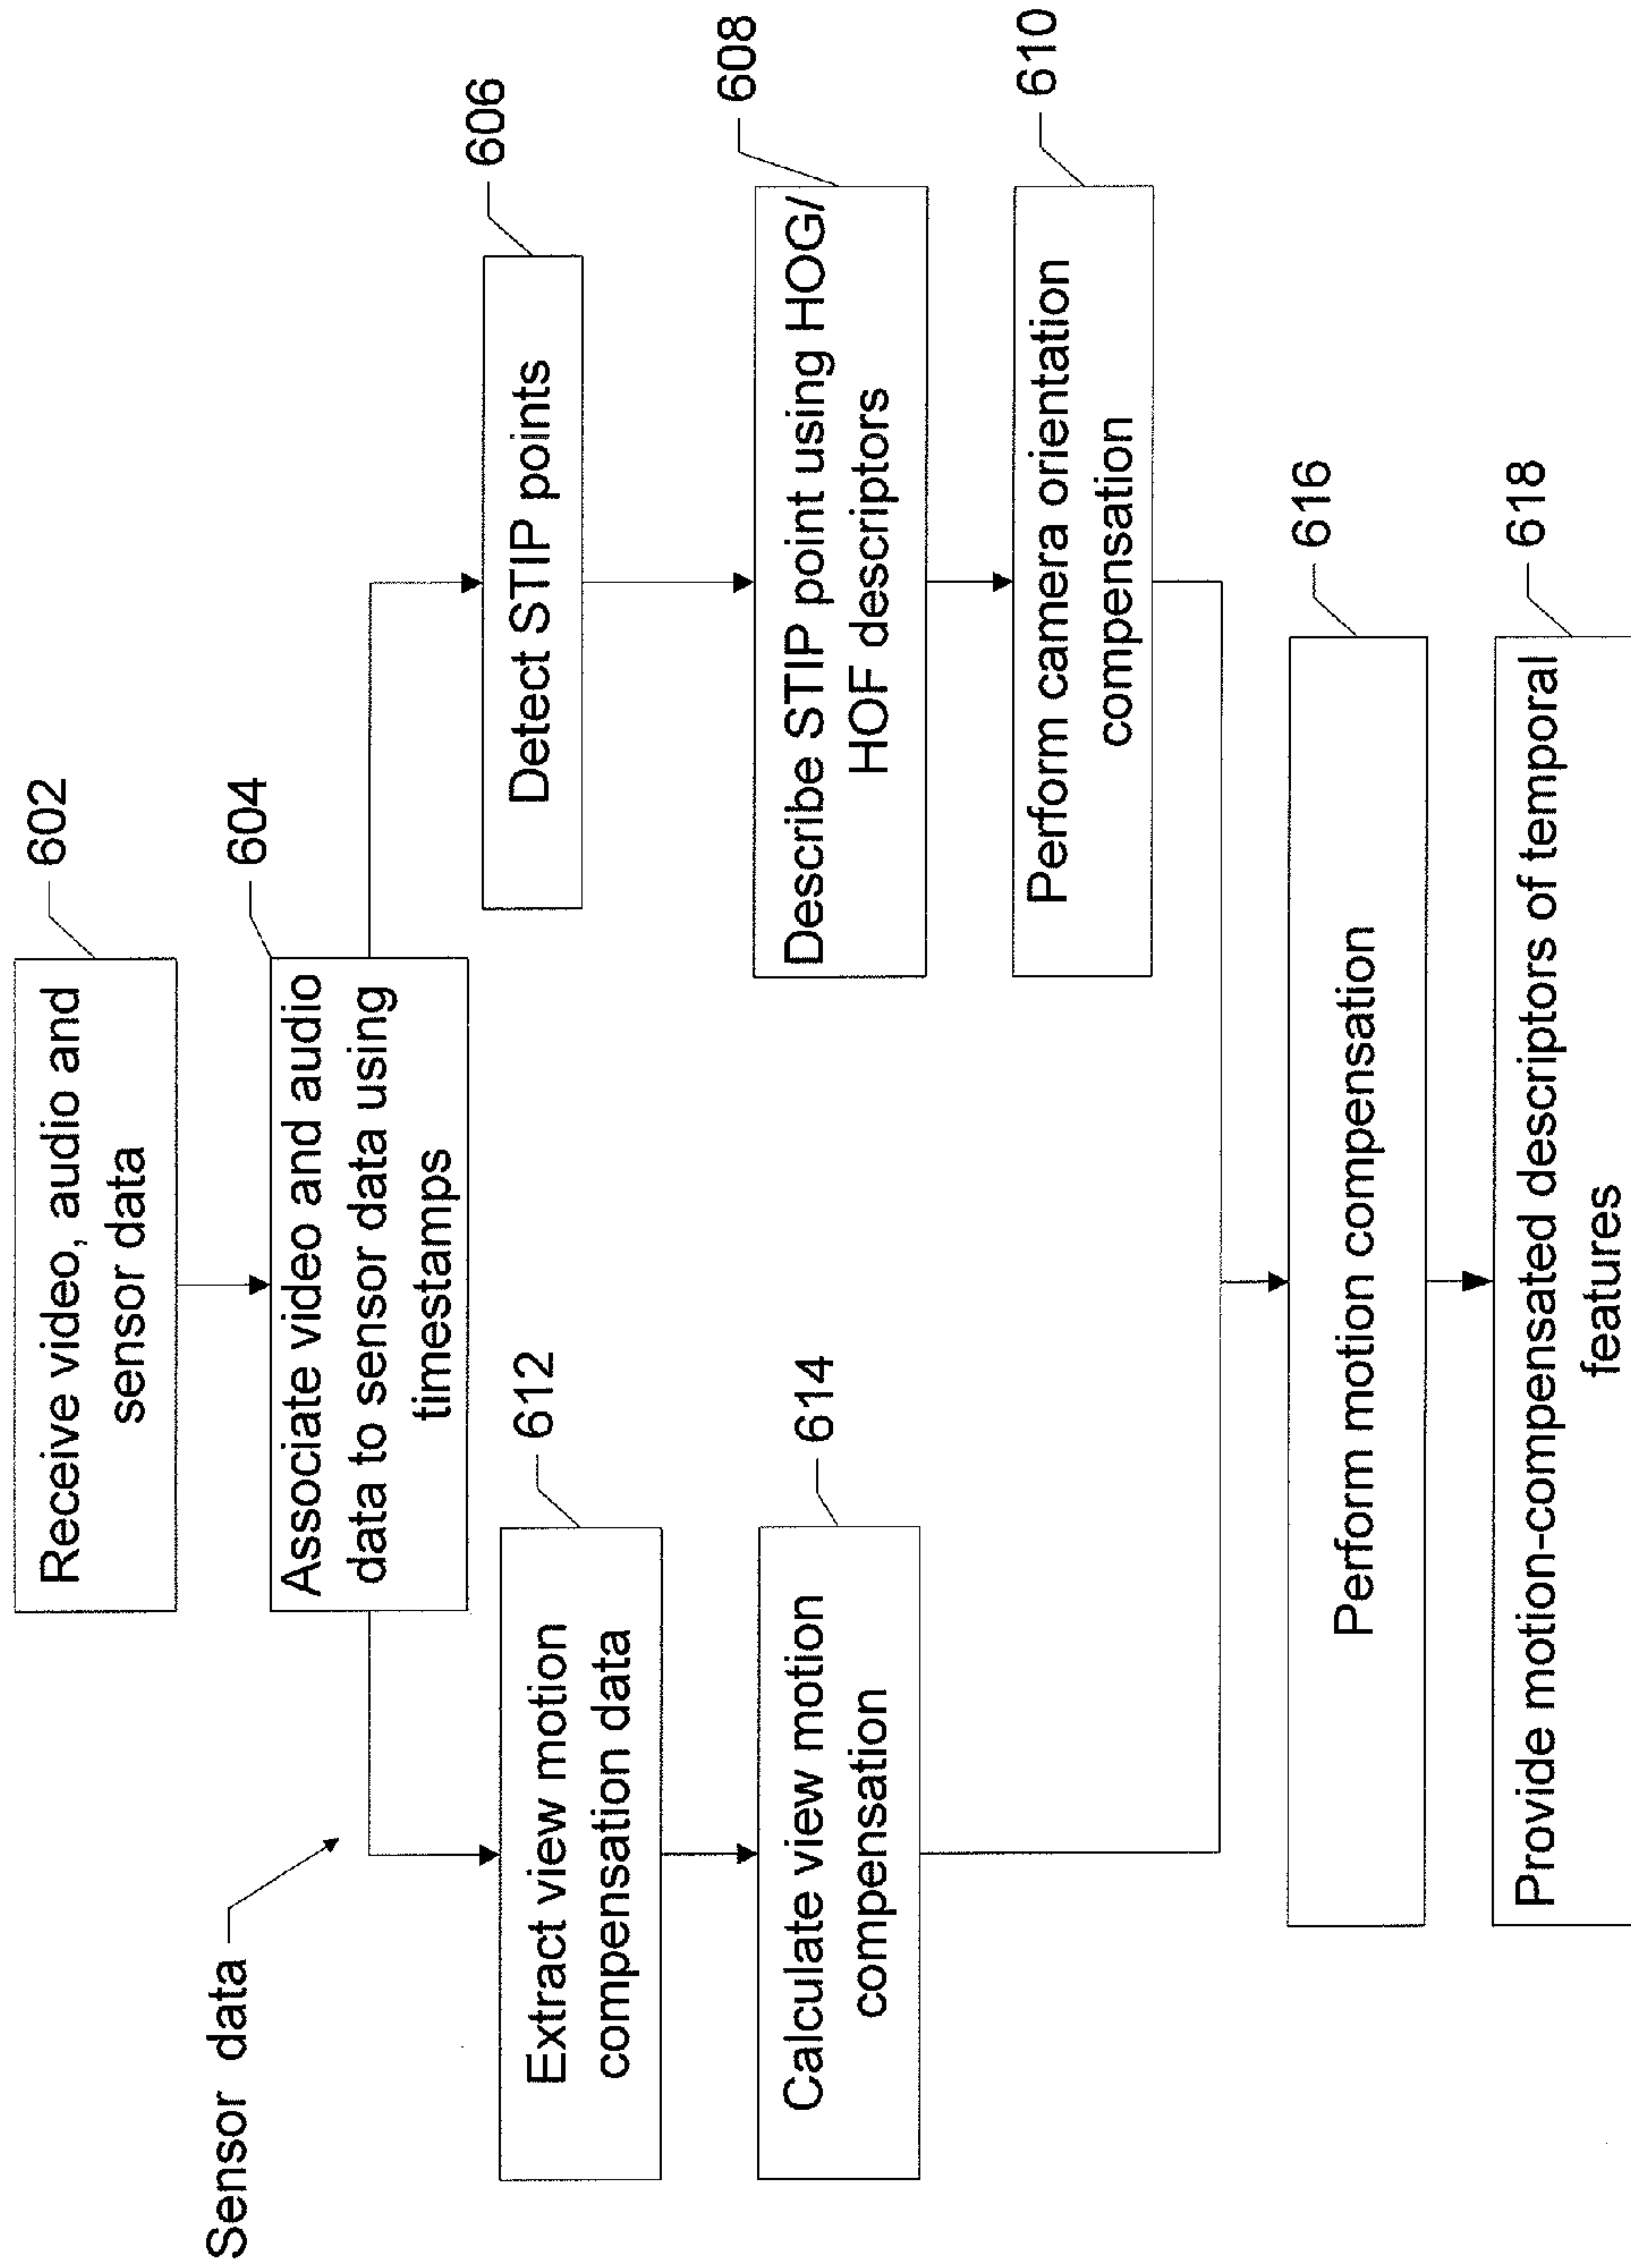 Receive video, audio and
sensor data
602
Associate video and audio
data to sensor data using
timestamps
604
Sensor data
Detect STIP points
606
Describe STIP point using HOG/
HOF descriptors
608
Perform camera orientation
compensation
610
Extract view motion
compensation data
612
Calculate view motion
compensation
614
Perform motion compensation
616
Provide motion-compensated descriptors of temporal
features
618